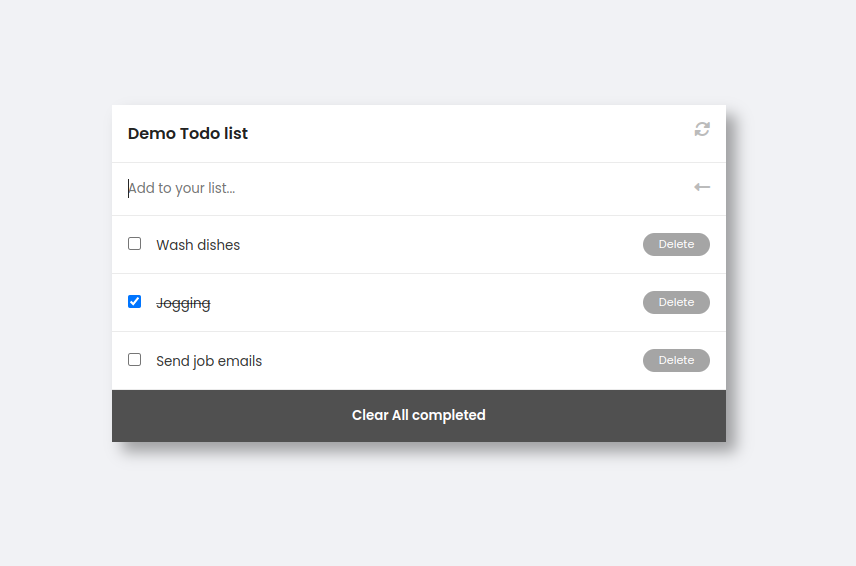 Demo Todo list
Add to your list...
Wash dishes Delete
Jogging Delete
Send job emails Delete
Clear All completed